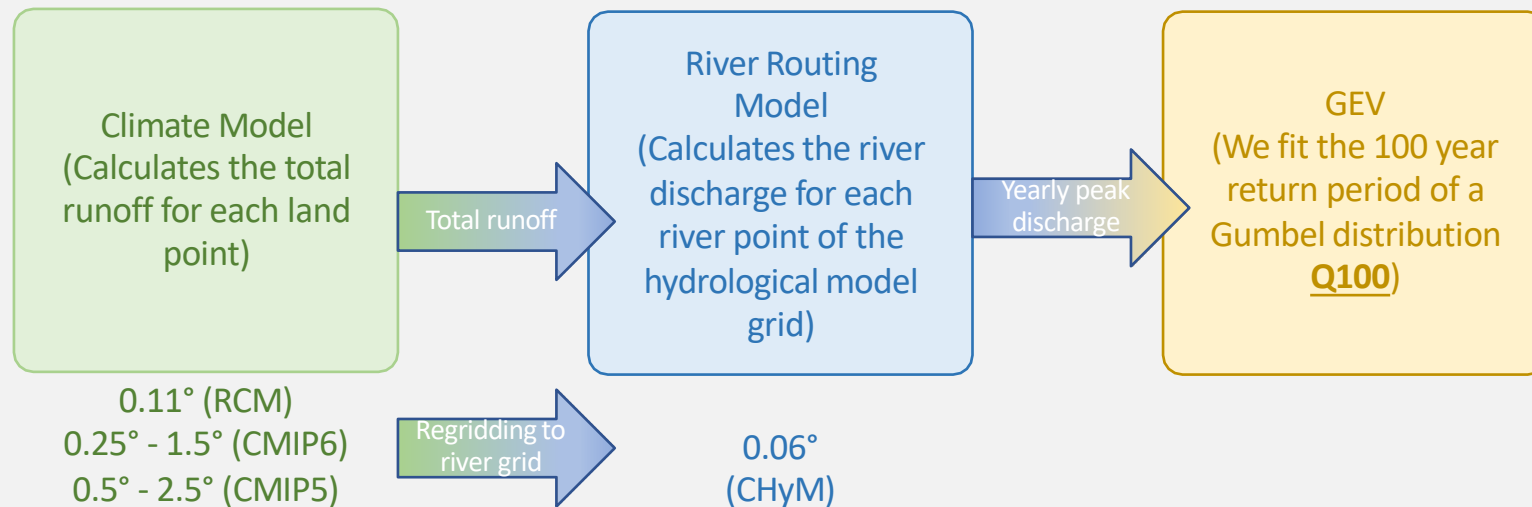 Climate Model
(Calculates the total
runoff for each land
point)
Total runoff
River Routing
Model
(Calculates the river
discharge for each
river point of the
hydrological model
grid)
Yearly peak
discharge
GEV
(We fit the 100 year
return period of a
Gumbel distribution
Q100)
0.11° (RCM)
0.25° - 1.5° (CMIP6)
0.5° - 2.5° (CMIP5)
Regridding to
river grid
0.06°
(CHyM)